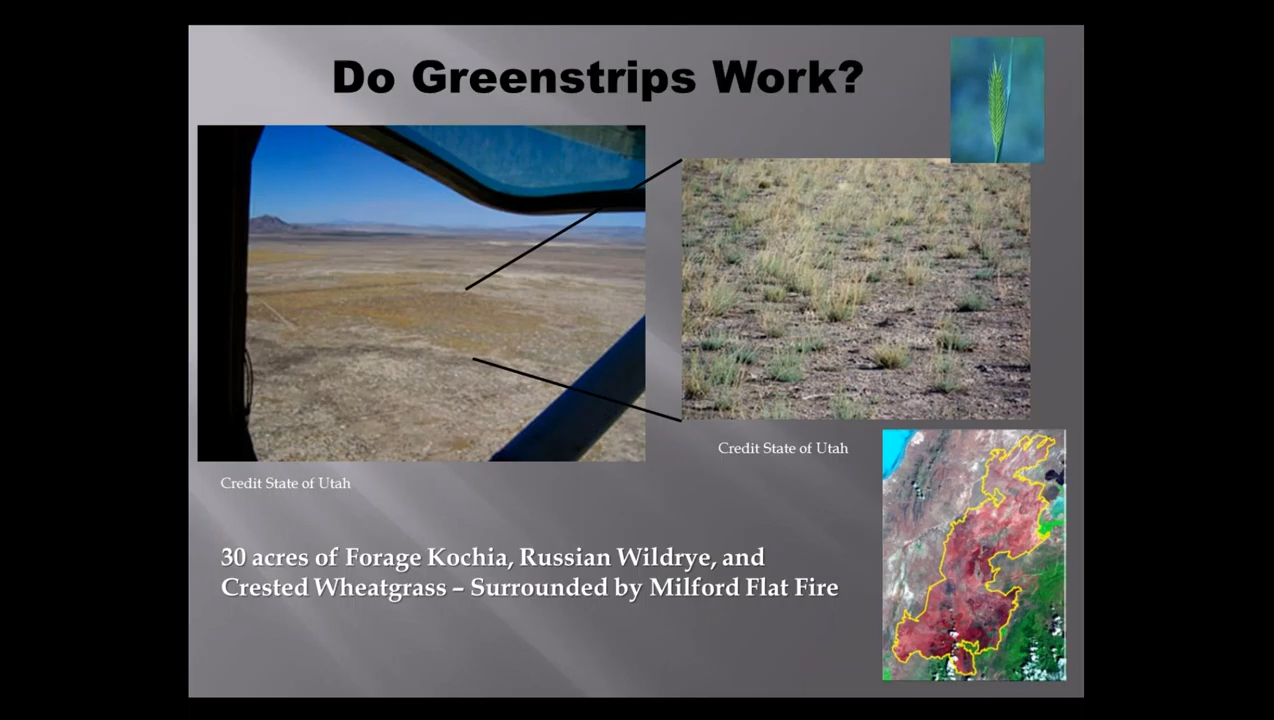 Do Greenstrips Work?
Credit State of Utah
Credit State of Utah
30 acres of Forage Kochia, Russian Wildrye, and
Crested Wheatgrass – Surrounded by Milford Flat Fire